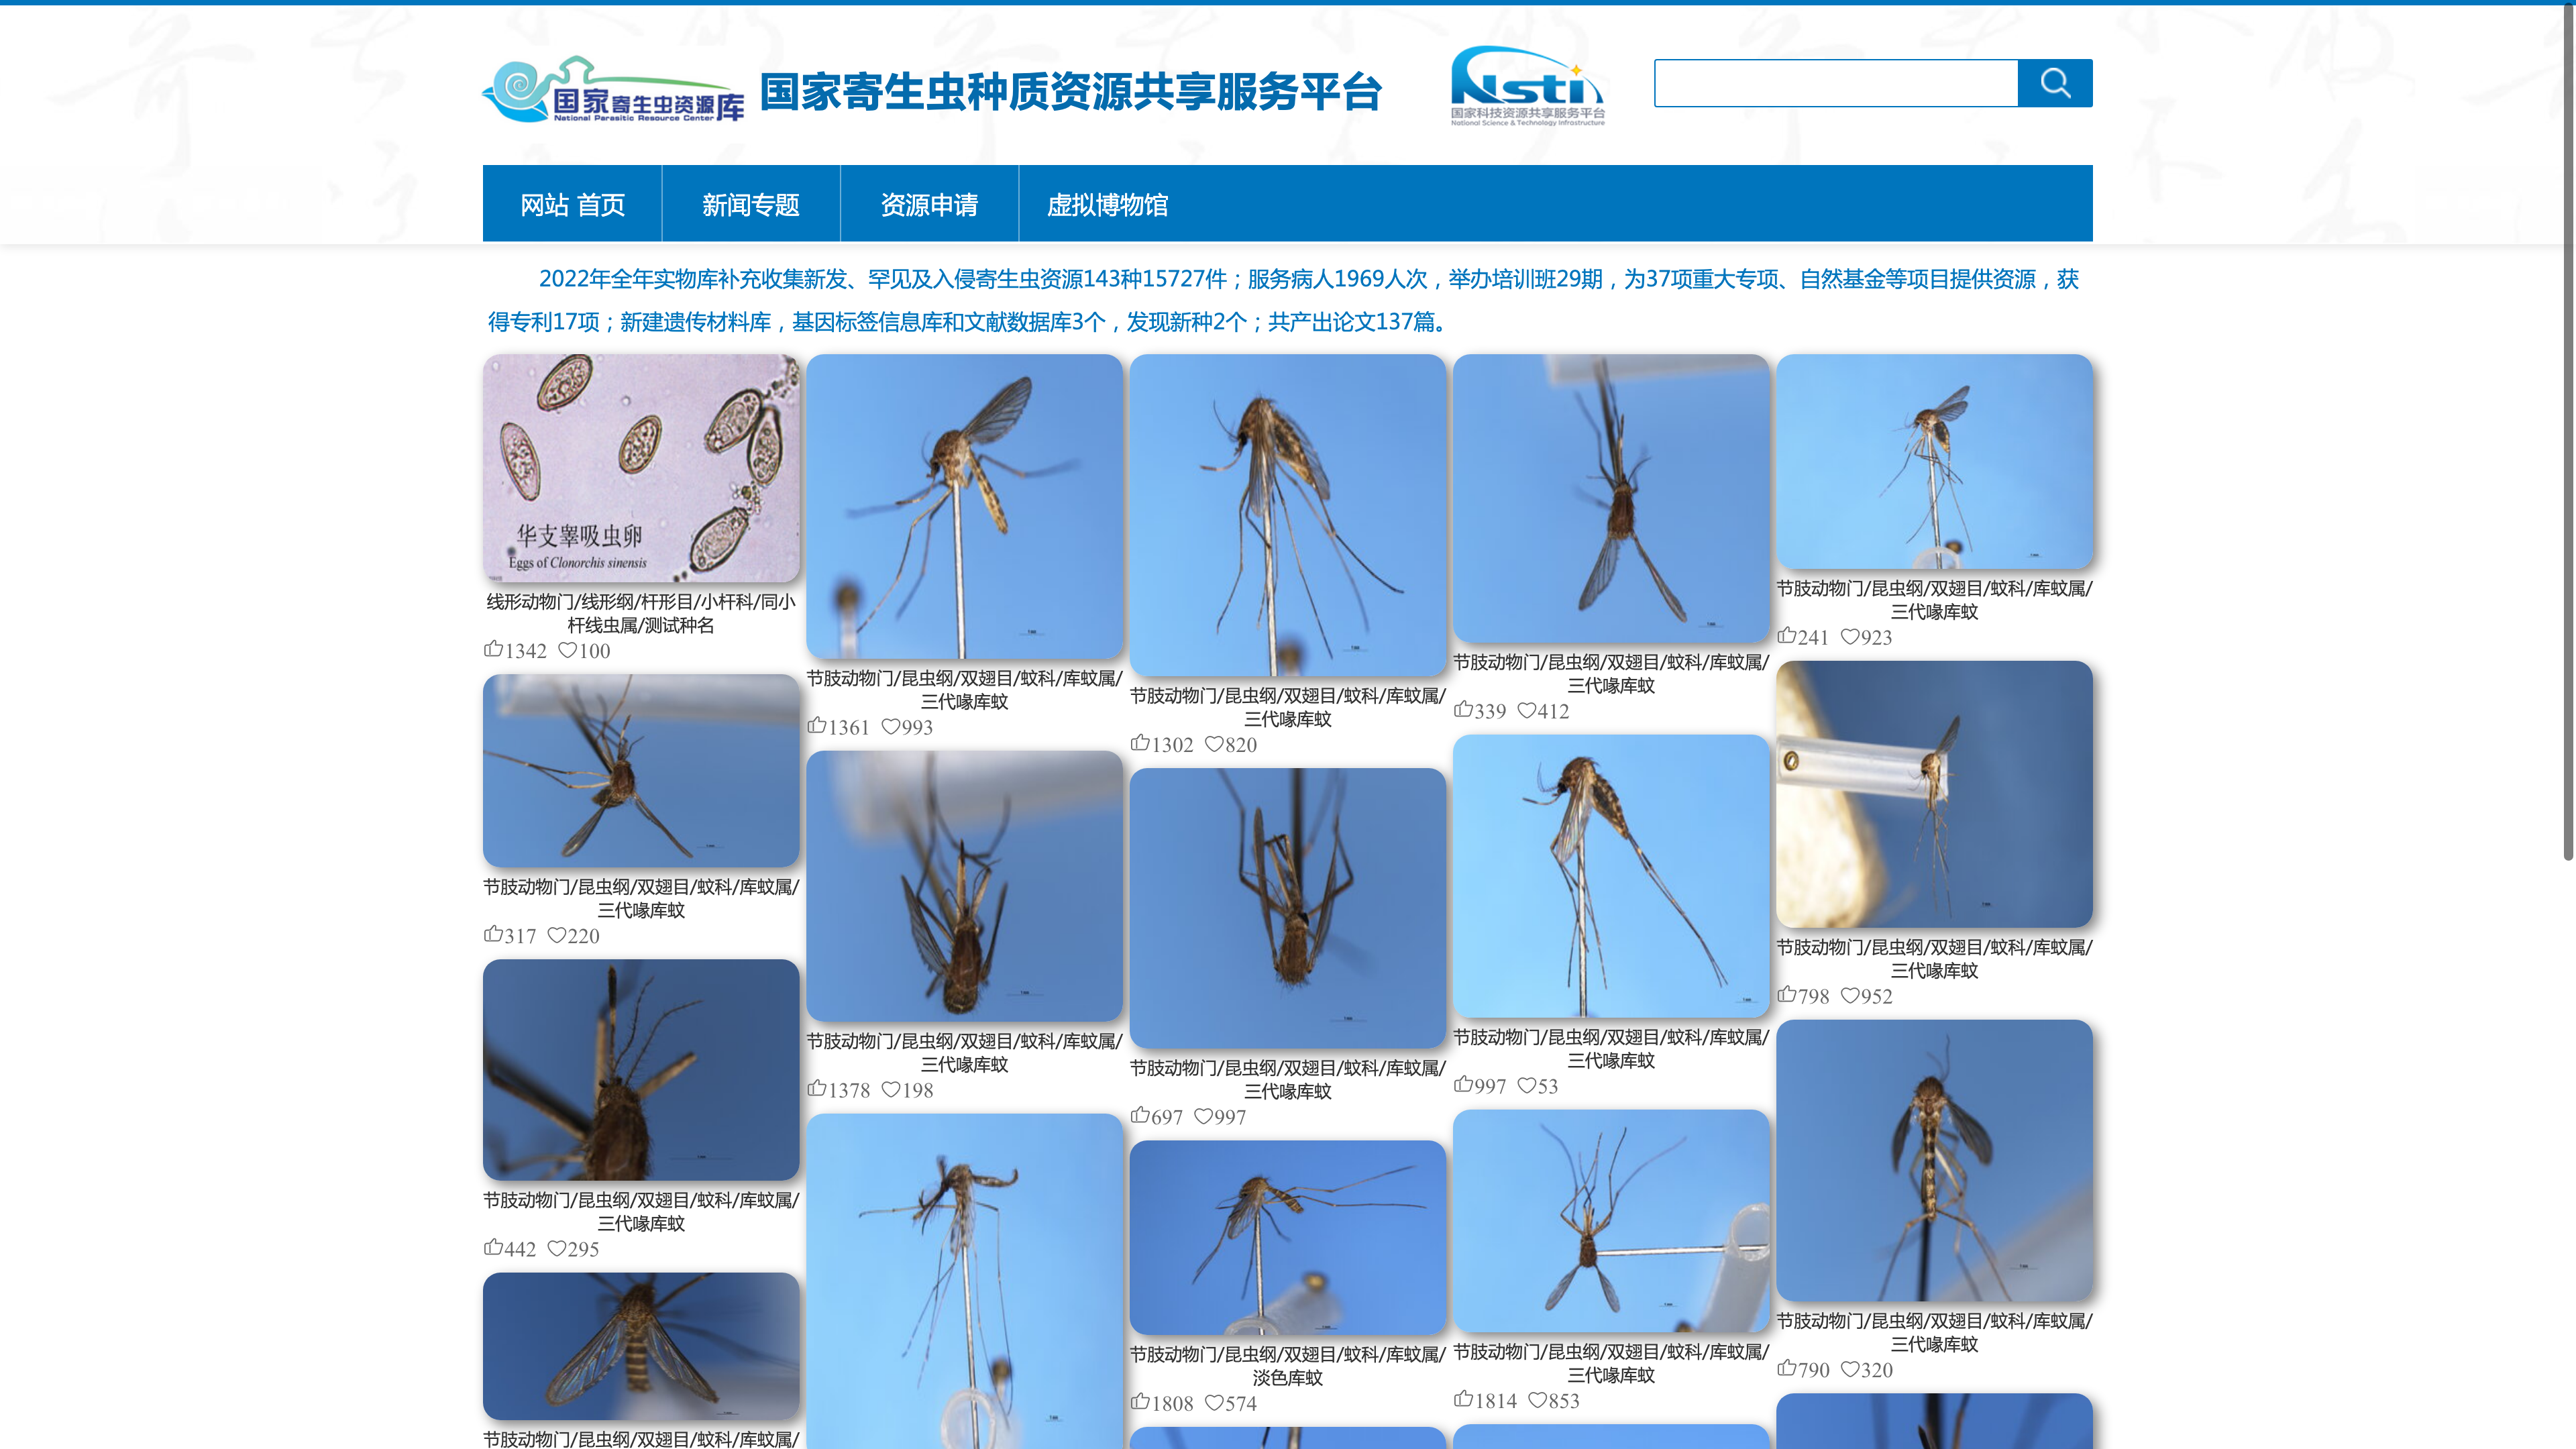 国家寄生虫资源库
National Parasitic Resource Center
国家寄生虫种质资源共享服务平台
Nsti
国家科技资源共享服务平台
National Science & Technology Infrastructure
网站 首页
新闻专题
资源申请
虚拟博物馆
2022年全年实物库补充收集新发、罕见及入侵寄生虫资源143种15727件；服务病人1969人次，举办培训班29期，为37项重大专项、自然基金等项目提供资源，获
得专利17项；新建遗传材料库，基因标签信息库和文献数据库3个，发现新种2个；共产出论文137篇。
华支睾吸虫卵
Eggs of Clonorchis sinensis
线形动物门/线形纲/杆形目/小杆科/同小
杆线虫属/测试种名
1342 100
节肢动物门/昆虫纲/双翅目/蚊科/库蚊属/
三代喙库蚊
317 220
节肢动物门/昆虫纲/双翅目/蚊科/库蚊属/
三代喙库蚊
442 295
节肢动物门/昆虫纲/双翅目/蚊科/库蚊属/
节肢动物门/昆虫纲/双翅目/蚊科/库蚊属/
三代喙库蚊
1361 993
节肢动物门/昆虫纲/双翅目/蚊科/库蚊属/
三代喙库蚊
1378 198
节肢动物门/昆虫纲/双翅目/蚊科/库蚊属/
三代喙库蚊
1302 820
节肢动物门/昆虫纲/双翅目/蚊科/库蚊属/
三代喙库蚊
697 997
节肢动物门/昆虫纲/双翅目/蚊科/库蚊属/
淡色库蚊
1808 574
节肢动物门/昆虫纲/双翅目/蚊科/库蚊属/
三代喙库蚊
339 412
节肢动物门/昆虫纲/双翅目/蚊科/库蚊属/
三代喙库蚊
997 53
节肢动物门/昆虫纲/双翅目/蚊科/库蚊属/
三代喙库蚊
1814 853
节肢动物门/昆虫纲/双翅目/蚊科/库蚊属/
三代喙库蚊
241 923
节肢动物门/昆虫纲/双翅目/蚊科/库蚊属/
三代喙库蚊
798 952
节肢动物门/昆虫纲/双翅目/蚊科/库蚊属/
三代喙库蚊
790 320